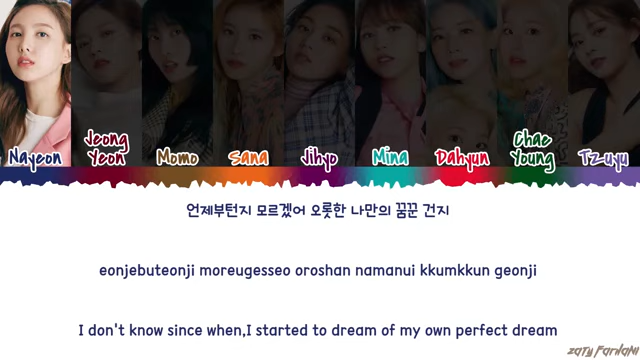 Nayeon
Jeong Yeon
Momo
Sana
Jihyo
Mina
Dahyun
Chae Young
Tzuyu
언제부턴지 모르겠어 오롯한 나만의 꿈꾼 건지
eonjebuteonji moreugesseo oroshan namanui kkumkkun geonji
I don't know since when,I started to dream of my own perfect dream
ZaTy FaRIaNI